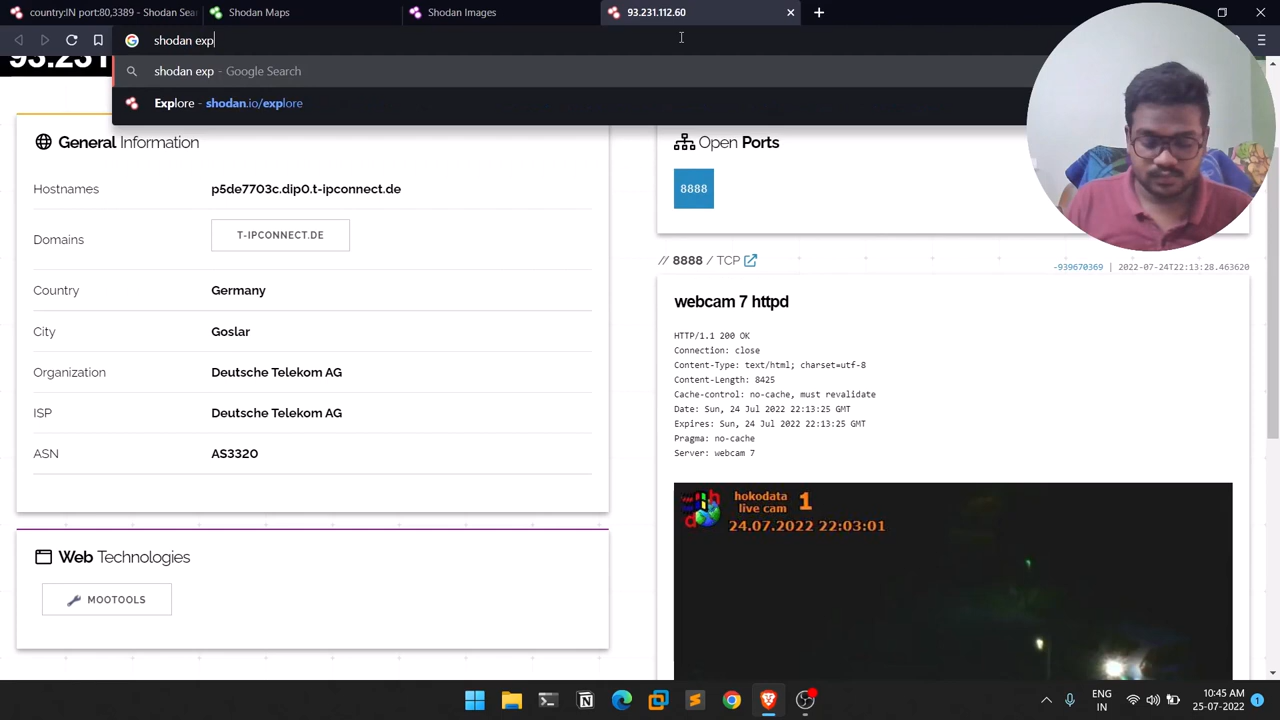 country:IN port:80,3389 - Shodan Sea
Shodan Maps
Shodan Images
93.231.112.60
shodan exp
shodan exp - Google Search
Explore - shodan.io/explore
93.231
General Information
Hostnames
p5de7703c.dip0.t-ipconnect.de
Domains
T-IPCONNECT.DE
Country
Germany
City
Goslar
Organization
Deutsche Telekom AG
ISP
Deutsche Telekom AG
ASN
AS3320
Web Technologies
MOOTOOLS
Open Ports
8888
// 8888 / TCP
-939670369 | 2022-07-24T22:13:28.463620
webcam 7 httpd
HTTP/1.1 200 OK
Connection: close
Content-Type: text/html; charset=utf-8
Content-Length: 8425
Cache-control: no-cache, must revalidate
Date: Sun, 24 Jul 2022 22:13:25 GMT
Expires: Sun, 24 Jul 2022 22:13:25 GMT
Pragma: no-cache
Server: webcam 7
hokodata 1
live cam
24.07.2022 22:03:01
ENG
IN
10:45 AM
25-07-2022
1